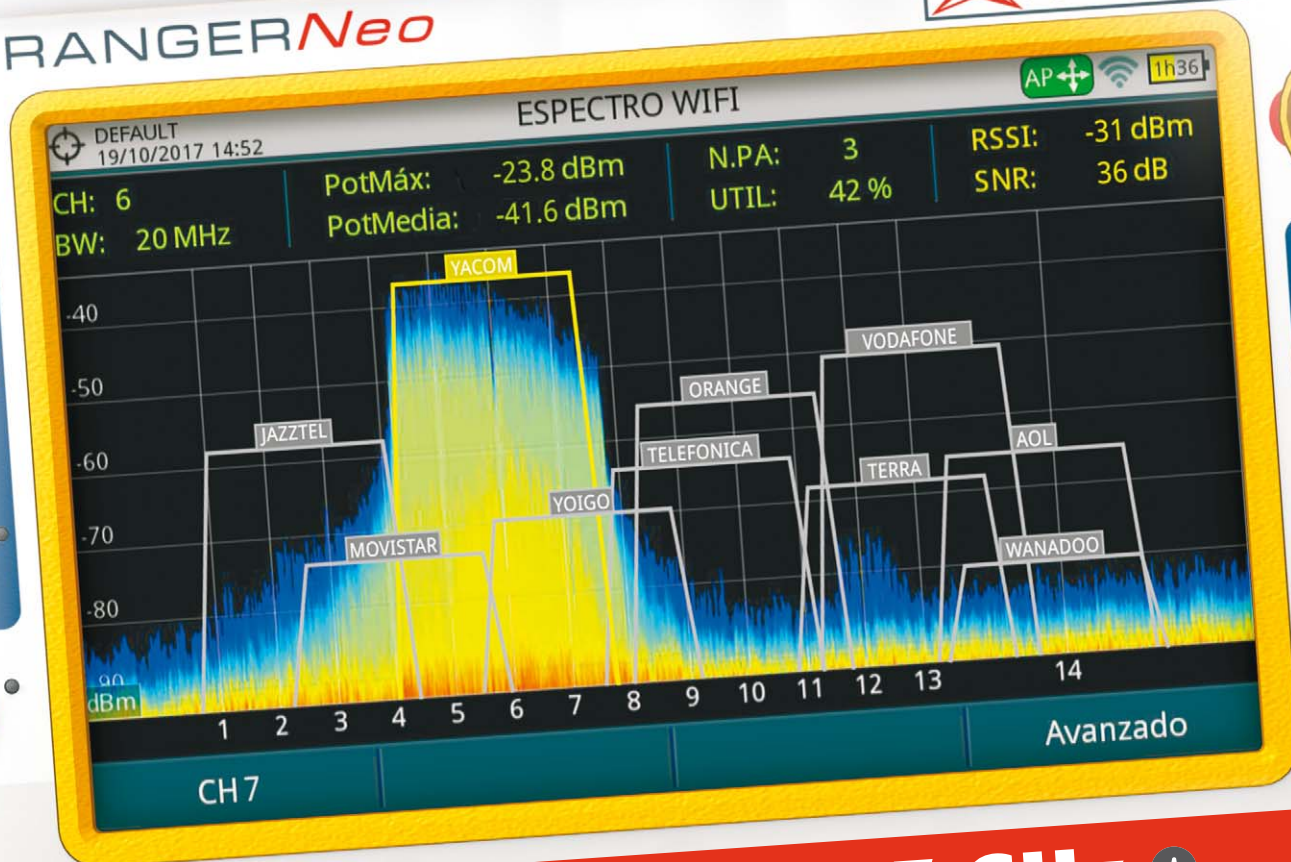 RANGERNeo
ESPECTRO WIFI
AP
1h36
DEFAULT
19/10/2017 14:52
CH: 6
BW: 20 MHz
PotMáx: -23.8 dBm
PotMedia: -41.6 dBm
N.PA: 3
UTIL: 42 %
RSSI: -31 dBm
SNR: 36 dB
YACOM
VODAFONE
ORANGE
JAZZTEL
TELEFONICA
AOL
TERRA
YOIGO
MOVISTAR
WANADOO
-40
-50
-60
-70
-80
-90
dBm
1 2 3 4 5 6 7 8 9 10 11 12 13 14
CH 7
Avanzado